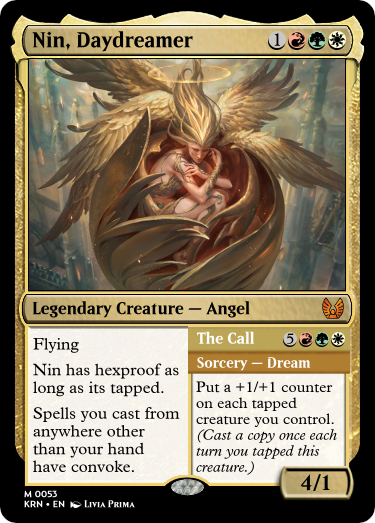 Nin, Daydreamer 1
Legendary Creature — Angel
Flying
Nin has hexproof as
long as its tapped.
Spells you cast from
anywhere other
than your hand
have convoke.
The Call 5
Sorcery — Dream
Put a +1/+1 counter
on each tapped
creature you control.
(Cast a copy once each
turn you tapped this
creature.)
4/1
M 0053
KRN • EN Livia Prima